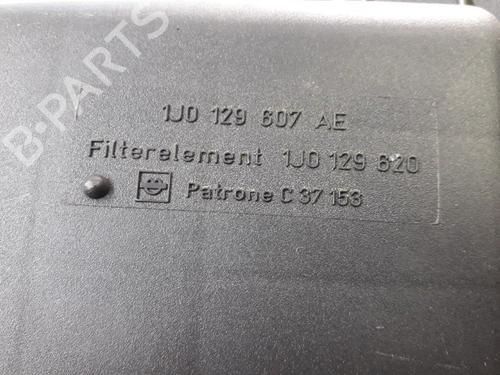 B-PARTS
1J0 129 607 AE
Filterelement 1J0 129 620
Patrone C 37 153